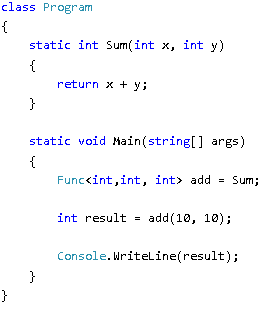 class Program
{
    static int Sum(int x, int y)
    {
        return x + y;
    }

    static void Main(string[] args)
    {
        Func<int,int, int> add = Sum;

        int result = add(10, 10);

        Console.WriteLine(result);
    }
}